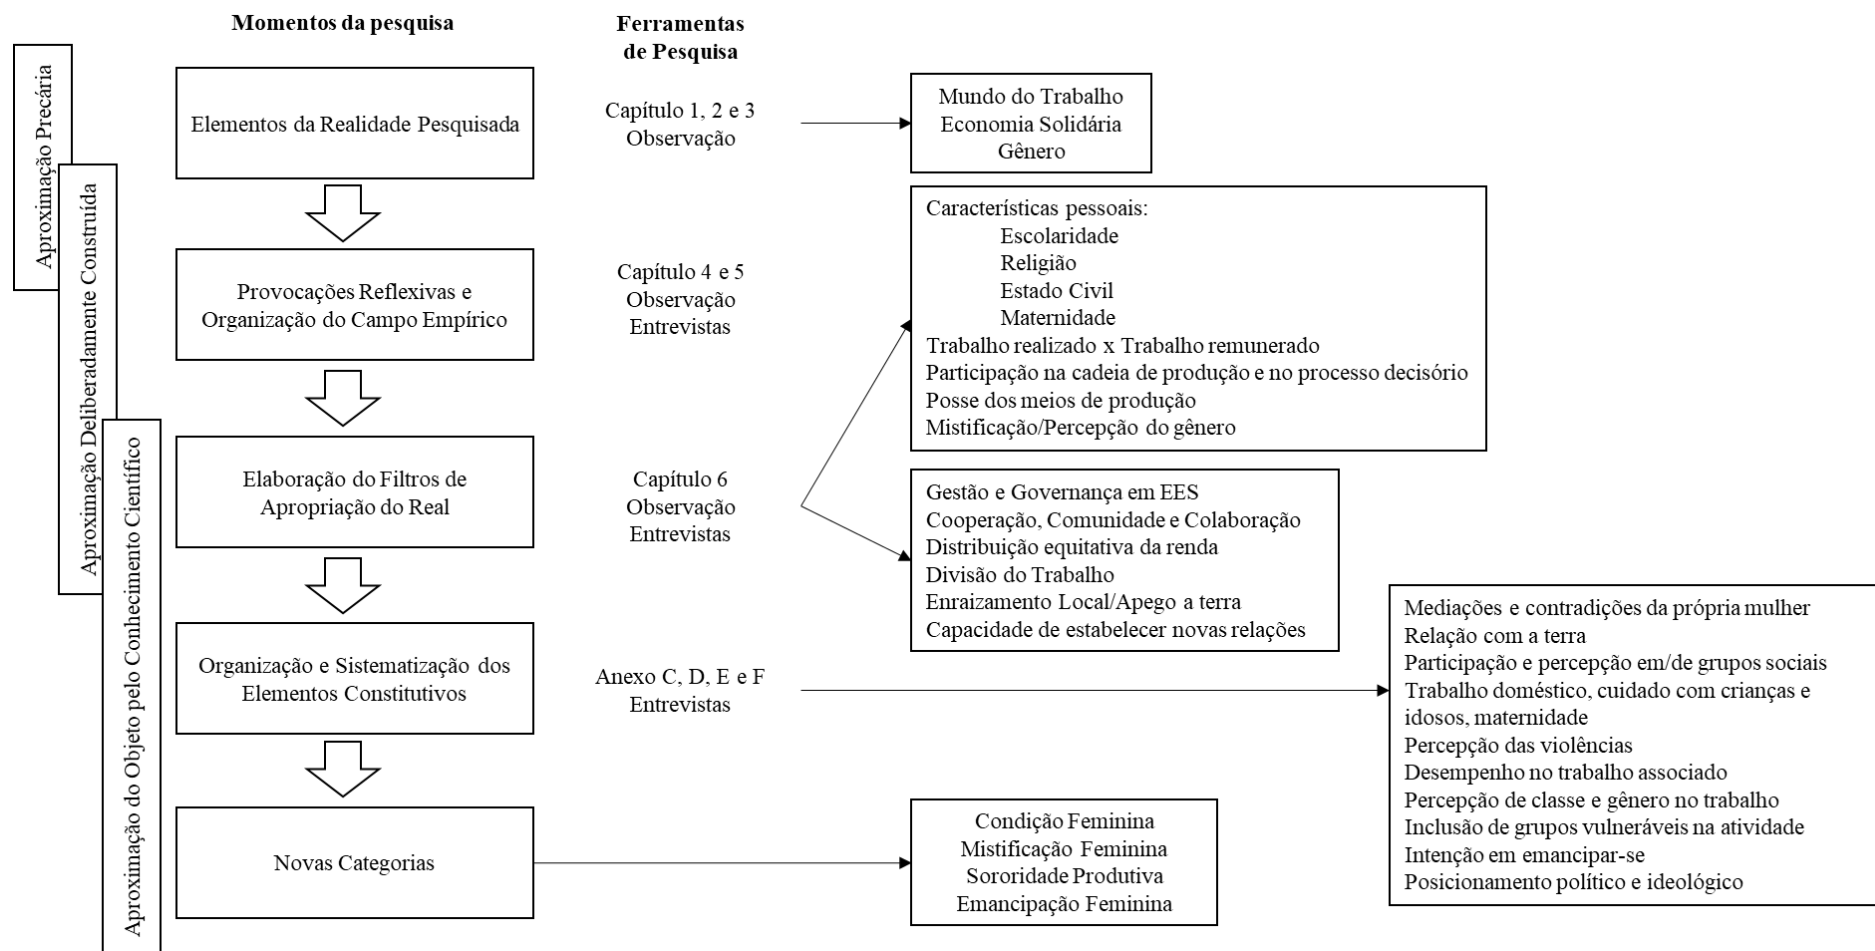 Momentos da pesquisa
Ferramentas
de Pesquisa
Aproximação Precária
Aproximação Deliberadamente Construída
Aproximação do Objeto pelo Conhecimento Científico
Elementos da Realidade Pesquisada
Capítulo 1, 2 e 3
Observação
Mundo do Trabalho
Economia Solidária
Gênero
Provocações Reflexivas e
Organização do Campo Empírico
Capítulo 4 e 5
Observação
Entrevistas
Características pessoais:
Escolaridade
Religião
Estado Civil
Maternidade
Trabalho realizado x Trabalho remunerado
Participação na cadeia de produção e no processo decisório
Posse dos meios de produção
Mistificação/Percepção do gênero
Elaboração do Filtros de
Apropriação do Real
Capítulo 6
Observação
Entrevistas
Gestão e Governança em EES
Cooperação, Comunidade e Colaboração
Distribuição equitativa da renda
Divisão do Trabalho
Enraizamento Local/Apego a terra
Capacidade de estabelecer novas relações
Organização e Sistematização dos
Elementos Constitutivos
Anexo C, D, E e F
Entrevistas
Mediações e contradições da própria mulher
Relação com a terra
Participação e percepção em/de grupos sociais
Trabalho doméstico, cuidado com crianças e
idosos, maternidade
Percepção das violências
Desempenho no trabalho associado
Percepção de classe e gênero no trabalho
Inclusão de grupos vulneráveis na atividade
Intenção em emancipar-se
Posicionamento político e ideológico
Novas Categorias
Condição Feminina
Mistificação Feminina
Sororidade Produtiva
Emancipação Feminina